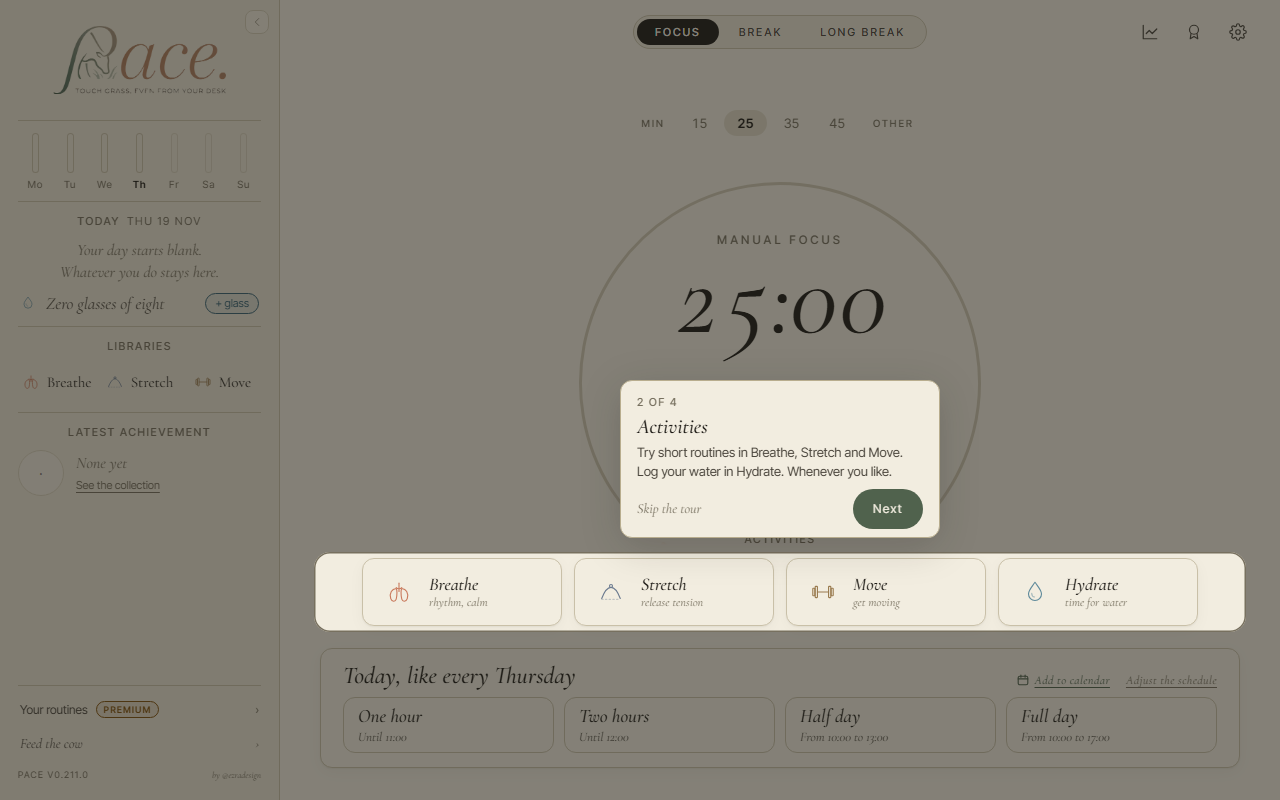 Pace.
TOUCH GRASS. EVEN FROM YOUR DESK
Mo Tu We Th Fr Sa Su
TODAY THU 19 NOV
Your day starts blank.
Whatever you do stays here.
Zero glasses of eight
+ glass
LIBRARIES
Breathe Stretch Move
LATEST ACHIEVEMENT
None yet
See the collection
Your routines PREMIUM ›
Feed the cow ›
PACE V0.211.0
FOCUS BREAK LONG BREAK
MIN 15 25 35 45 OTHER
MANUAL FOCUS
25:00
2 OF 4
Activities
Try short routines in Breathe, Stretch and Move.
Log your water in Hydrate. Whenever you like.
Skip the tour
Next
ACTIVITIES
Breathe
rhythm, calm
Stretch
release tension
Move
get moving
Hydrate
time for water
Today, like every Thursday
Add to calendar
Adjust the schedule
One hour
Until 11:00
Two hours
Until 12:00
Half day
From 10:00 to 13:00
Full day
From 10:00 to 17:00